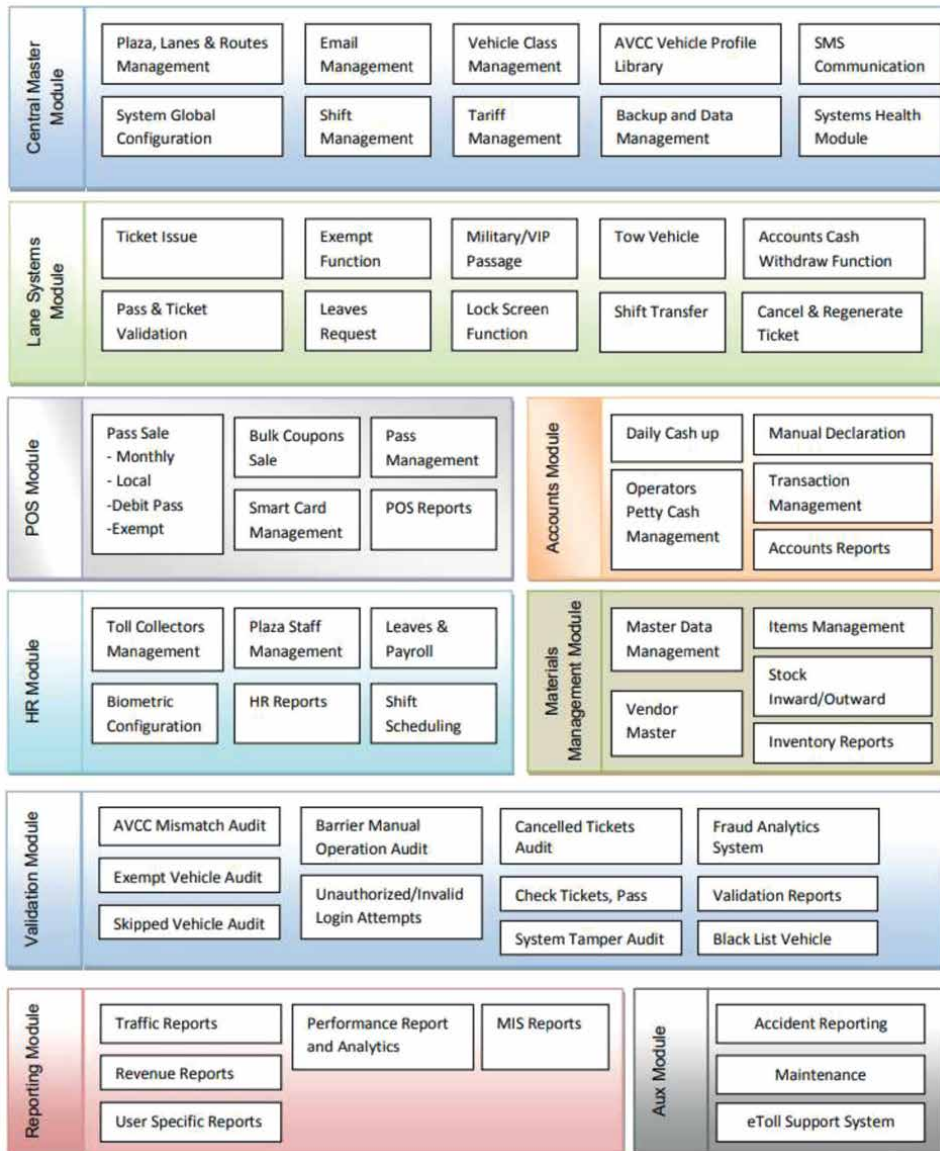 Central Master
Module
Plaza, Lanes & Routes
Management
Email
Management
Vehicle Class
Management
AVCC Vehicle Profile
Library
SMS
Communication
System Global
Configuration
Shift
Management
Tariff
Management
Backup and Data
Management
Systems Health
Module
Lane Systems
Module
Ticket Issue
Exempt
Function
Military/VIP
Passage
Tow Vehicle
Accounts Cash
Withdraw Function
Pass & Ticket
Validation
Leaves
Request
Lock Screen
Function
Shift Transfer
Cancel & Regenerate
Ticket
POS Module
Pass Sale
- Monthly
- Local
-Debit Pass
-Exempt
Bulk Coupons
Sale
Pass
Management
Smart Card
Management
POS Reports
Accounts Module
Daily Cash up
Manual Declaration
Operators
Petty Cash
Management
Transaction
Management
Accounts Reports
HR Module
Toll Collectors
Management
Plaza Staff
Management
Leaves &
Payroll
Biometric
Configuration
HR Reports
Shift
Scheduling
Materials
Management Module
Master Data
Management
Items Management
Vendor
Master
Stock
Inward/Outward
Inventory Reports
Validation Module
AVCC Mismatch Audit
Exempt Vehicle Audit
Skipped Vehicle Audit
Barrier Manual
Operation Audit
Unauthorized/Invalid
Login Attempts
Cancelled Tickets
Audit
Check Tickets, Pass
System Tamper Audit
Fraud Analytics
System
Validation Reports
Black List Vehicle
Reporting Module
Traffic Reports
Revenue Reports
User Specific Reports
Performance Report
and Analytics
MIS Reports
Aux Module
Accident Reporting
Maintenance
eToll Support System